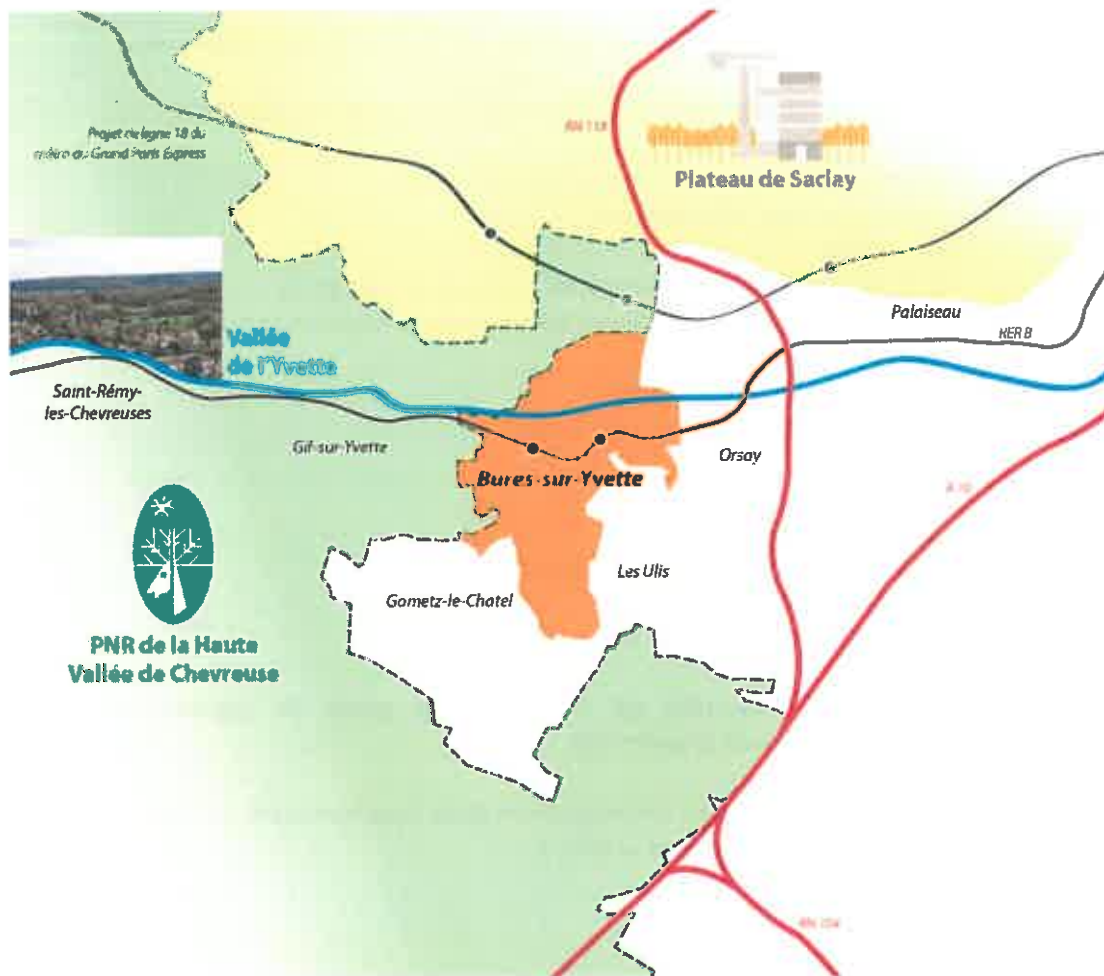 Projet de ligne 18 du
métro du Grand Paris Express
RN 118
Plateau de Saclay
Vallée
de l'Yvette
Palaiseau
RER B
Saint-Rémy-
les-Chevreuses
Gif-sur-Yvette
Orsay
A 10
Bures-sur-Yvette
Les Ulis
Gometz-le-Chatel
PNR de la Haute
Vallée de Chevreuse
RN 104